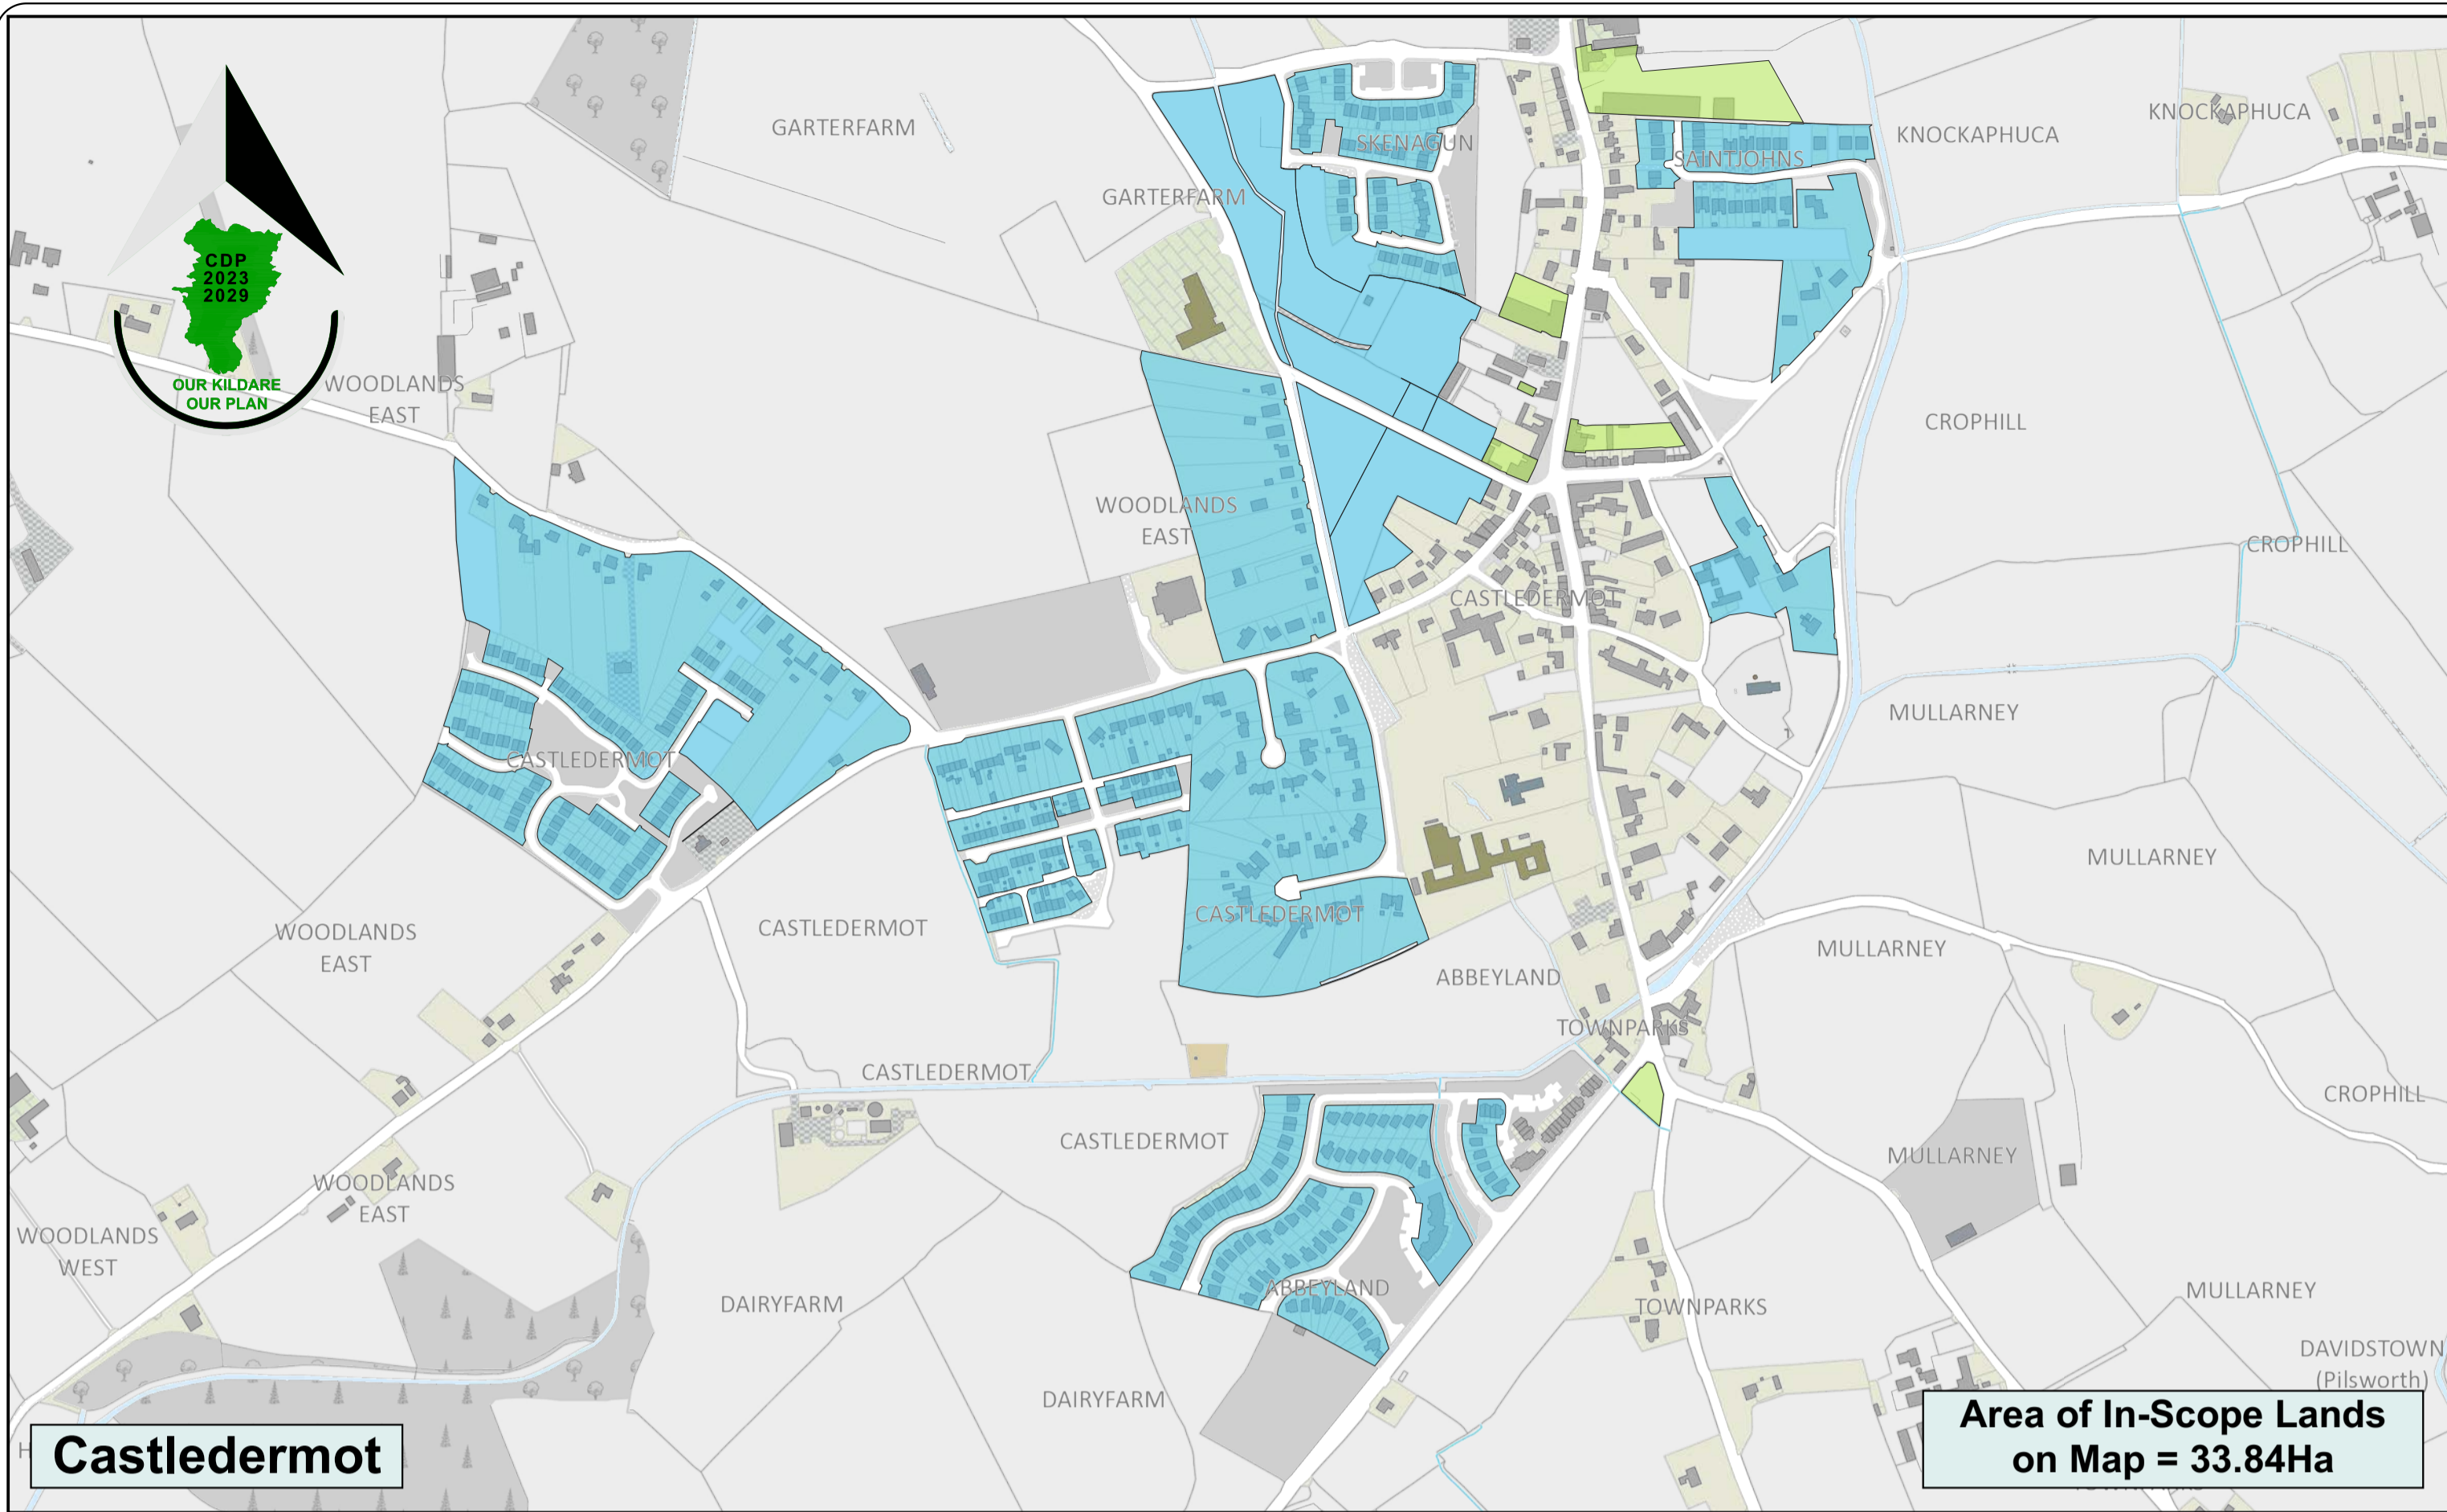 GARTERFARM
KNOCKAPHUCA
KNOCKAPHUCA
SKENAGUN
SAINTJOHNS
GARTERFARM
CDP
2023
2029
OUR KILDARE
OUR PLAN
WOODLANDS
EAST
CROPHILL
WOODLANDS
EAST
CROPHILL
CASTLEDERMOT
MULLARNEY
CASTLEDERMOT
MULLARNEY
CASTLEDERMOT
CASTLEDERMOT
WOODLANDS
EAST
MULLARNEY
ABBEYLAND
TOWNPARKS
CASTLEDERMOT
CROPHILL
CASTLEDERMOT
MULLARNEY
WOODLANDS
EAST
WOODLANDS
WEST
ABBEYLAND
MULLARNEY
DAIRYFARM
TOWNPARKS
DAVIDSTOWN
(Pilsworth)
DAIRYFARM
Castledermot
Area of In-Scope Lands
on Map = 33.84Ha